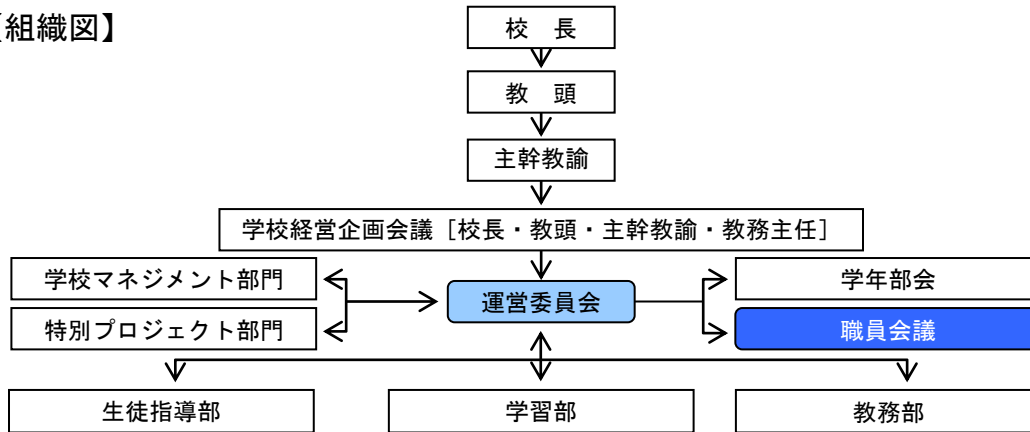 【組織図】
校　長
教　頭
主幹教諭
学校経営企画会議［校長・教頭・主幹教諭・教務主任］
学校マネジメント部門
運営委員会
学年部会
特別プロジェクト部門
職員会議
生徒指導部
学習部
教務部